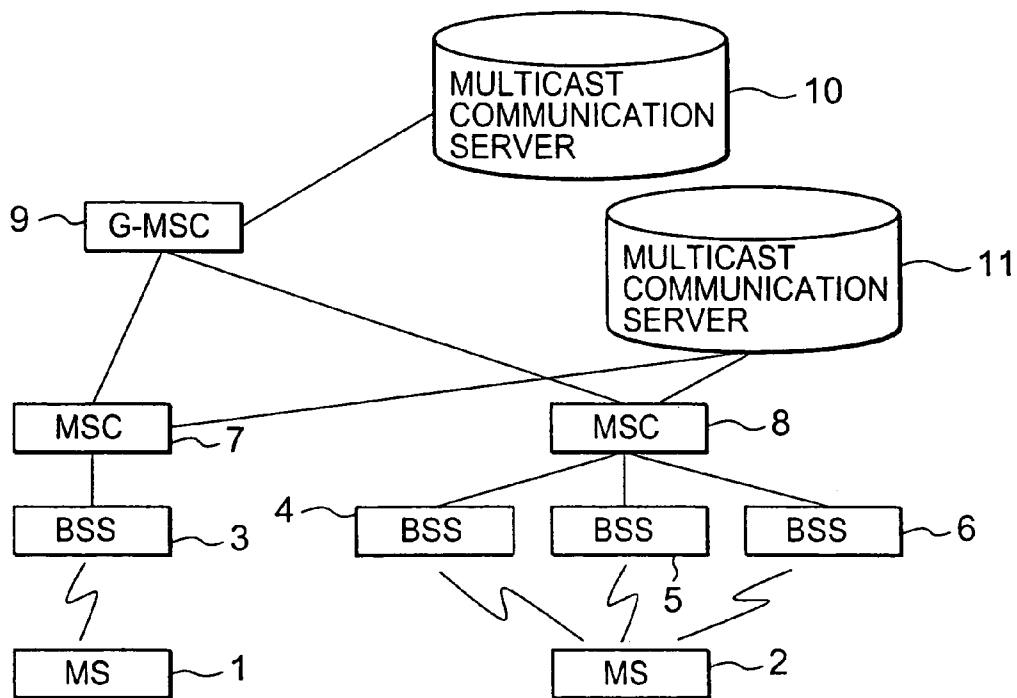 MULTICAST
COMMUNICATION
SERVER
10
9
G-MSC
MULTICAST
COMMUNICATION
SERVER
11
MSC
7
MSC
8
BSS
3
4
BSS
BSS
5
BSS
6
MS
1
MS
2